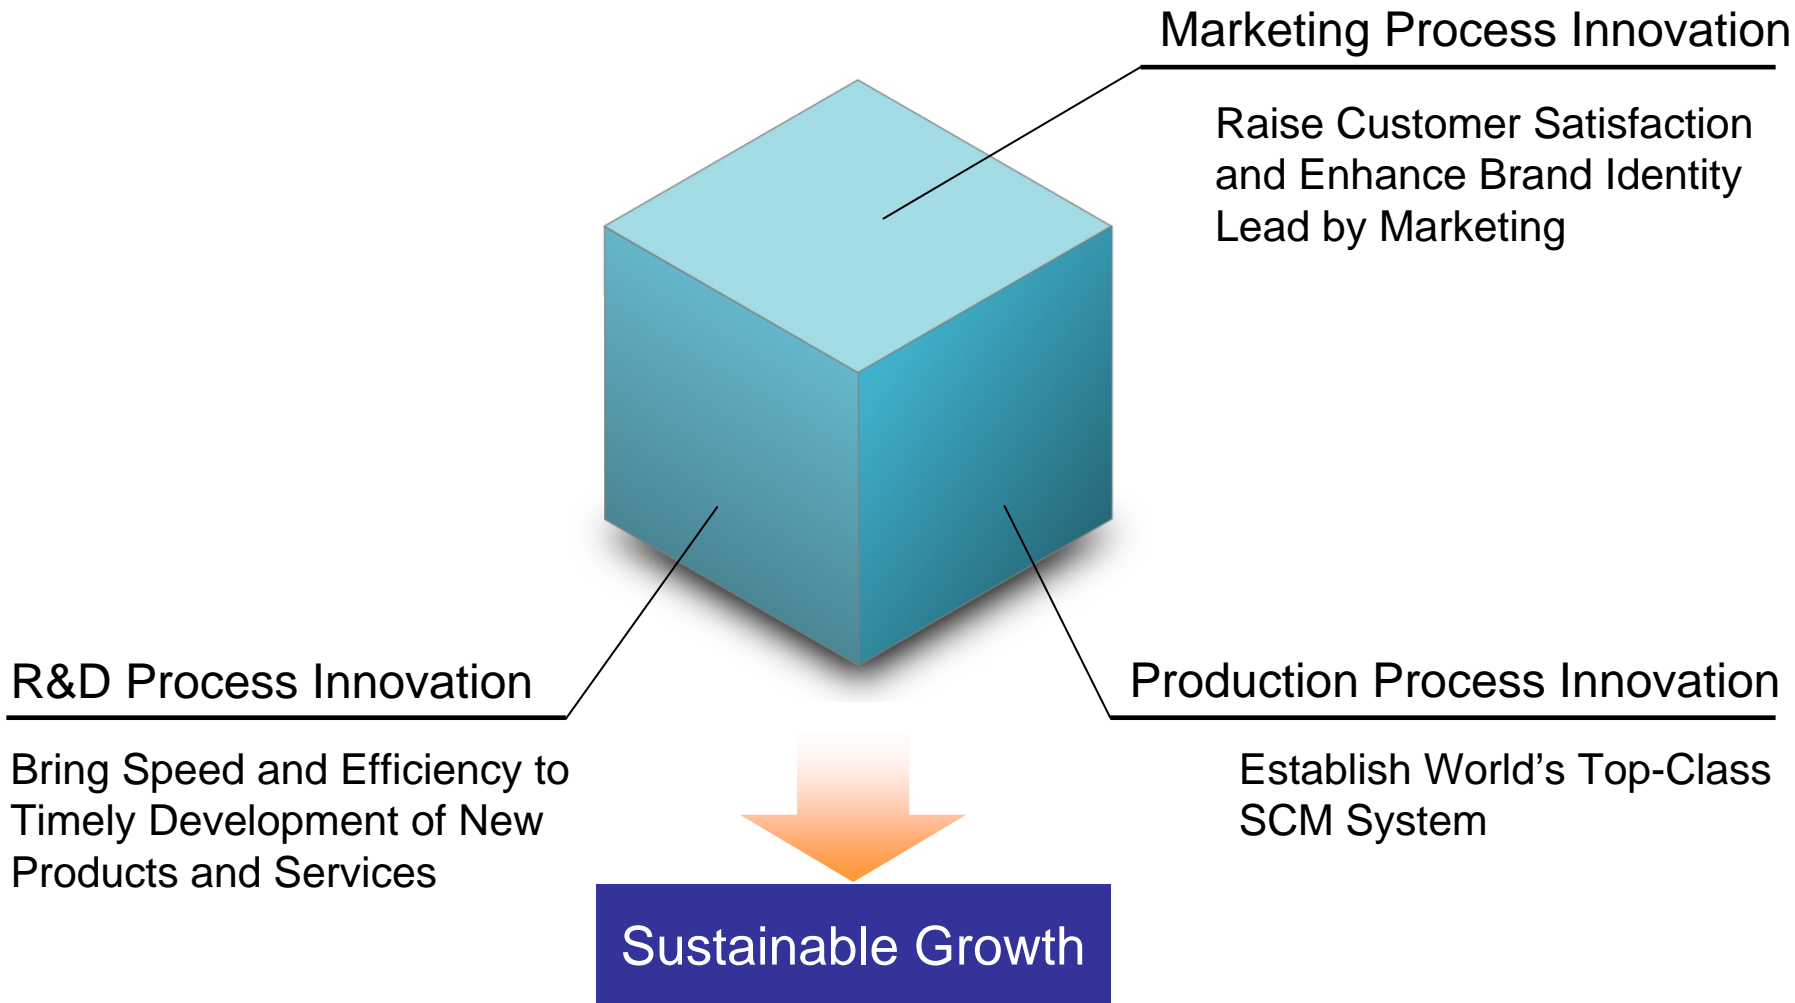 Marketing Process Innovation
Raise Customer Satisfaction
and Enhance Brand Identity
Lead by Marketing
R&D Process Innovation
Bring Speed and Efficiency to
Timely Development of New
Products and Services
Production Process Innovation
Establish World’s Top-Class
SCM System
Sustainable Growth